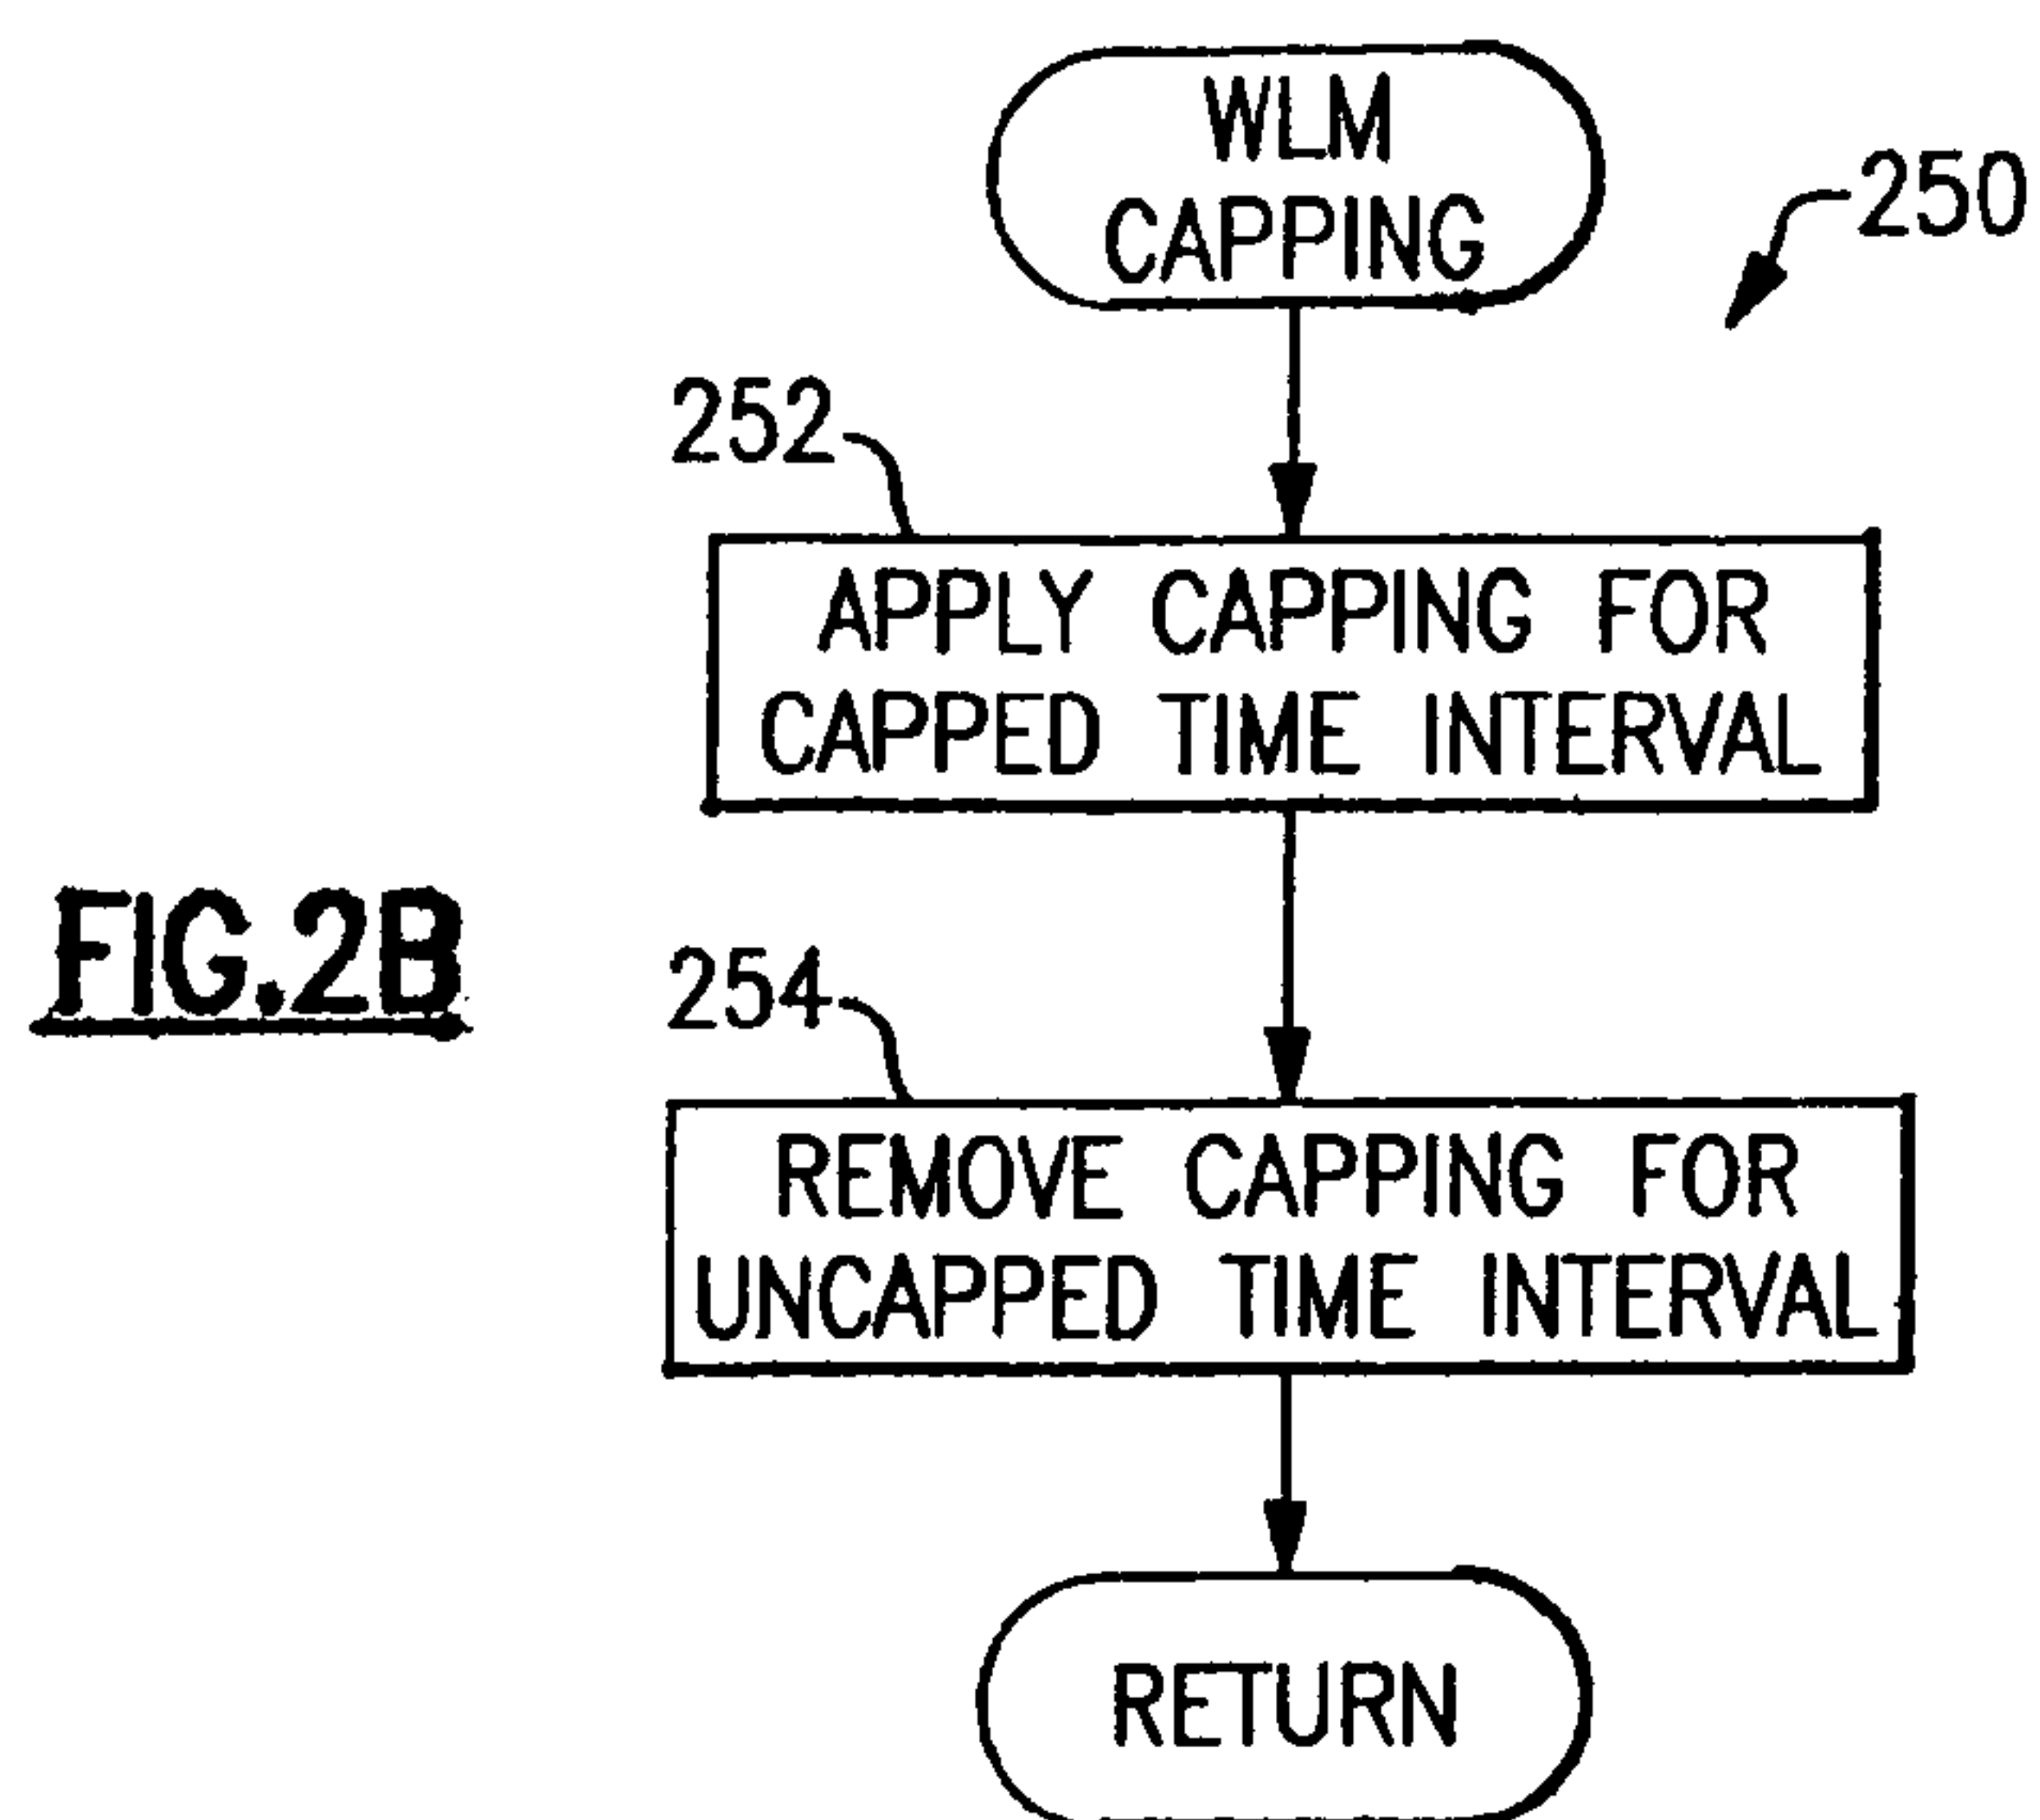 WLM
CAPPING
250
252
APPLY CAPPING FOR
CAPPED TIME INTERVAL
FIG.2B
254
REMOVE CAPPING FOR
UNCAPPED TIME INTERVAL
RETURN